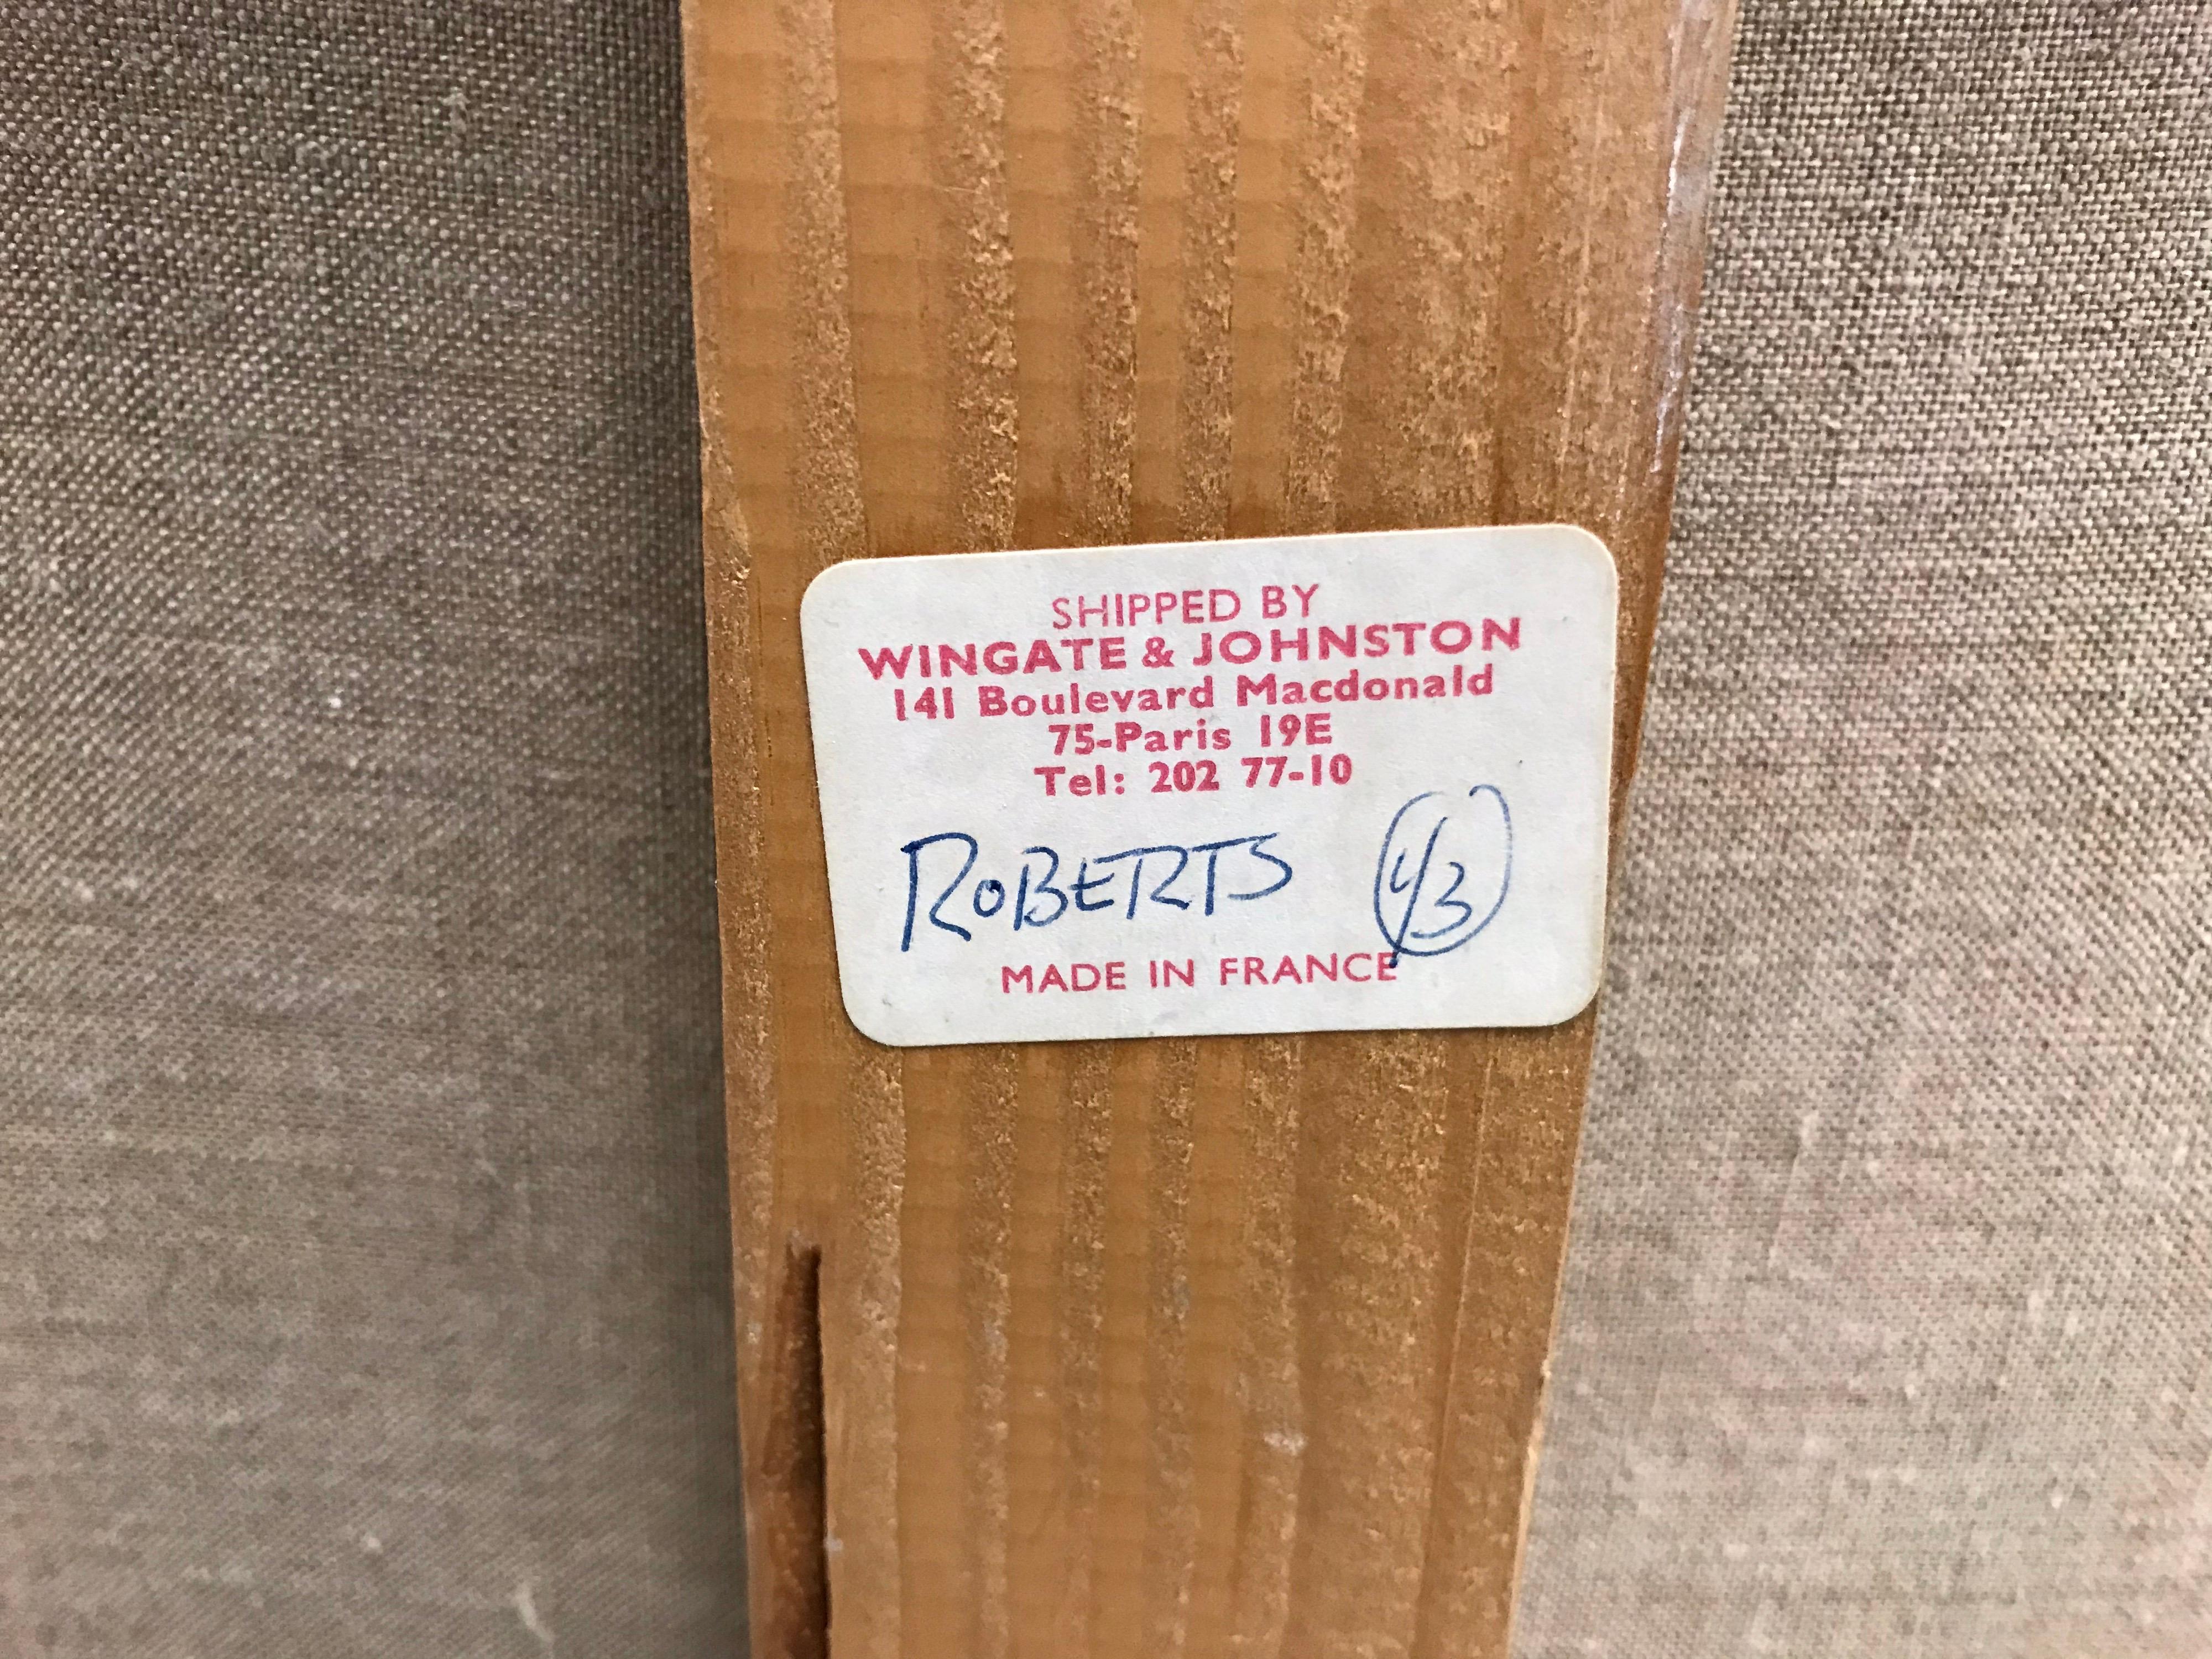 SHIPPED BY
WINGATE & JOHNSTON
141 Boulevard Macdonald
75-Paris 19E
Tel: 202 77-10
ROBERTS
MADE IN FRANCE